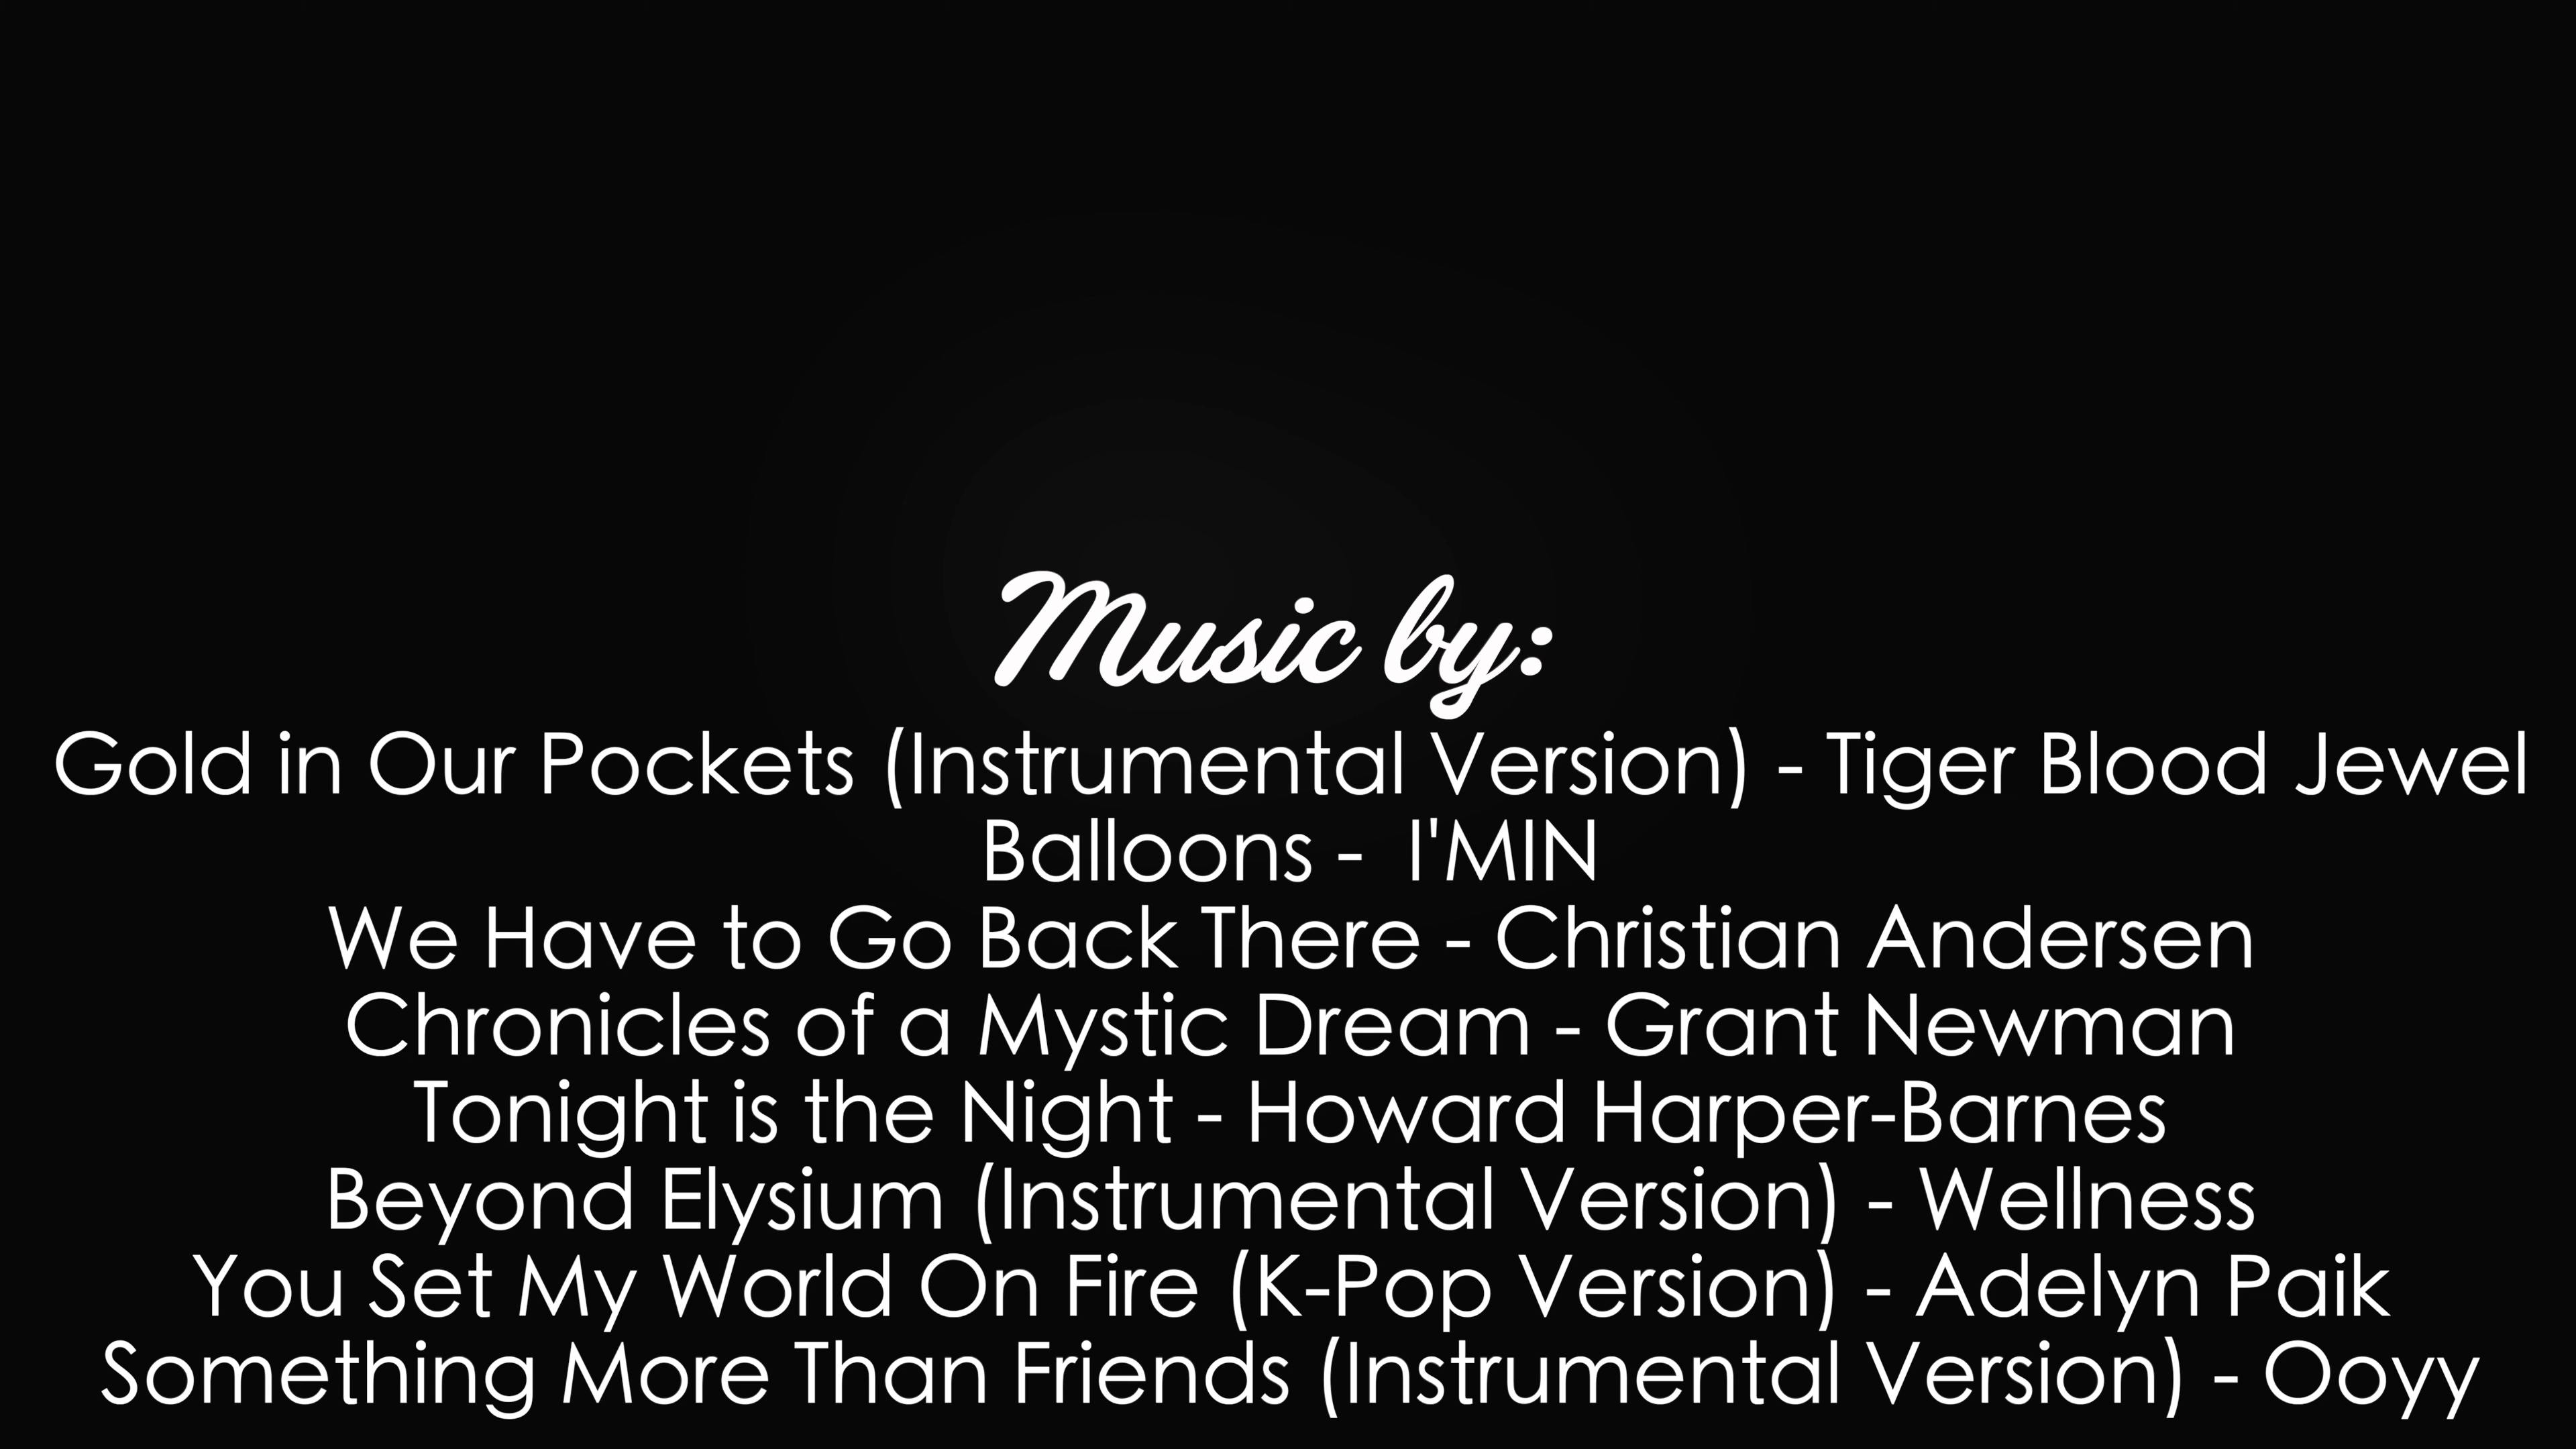 Music by:
Gold in Our Pockets (Instrumental Version) - Tiger Blood Jewel
Balloons -  I'MIN
We Have to Go Back There - Christian Andersen
Chronicles of a Mystic Dream - Grant Newman
Tonight is the Night - Howard Harper-Barnes
Beyond Elysium (Instrumental Version) - Wellness
You Set My World On Fire (K-Pop Version) - Adelyn Paik
Something More Than Friends (Instrumental Version) - Ooyy